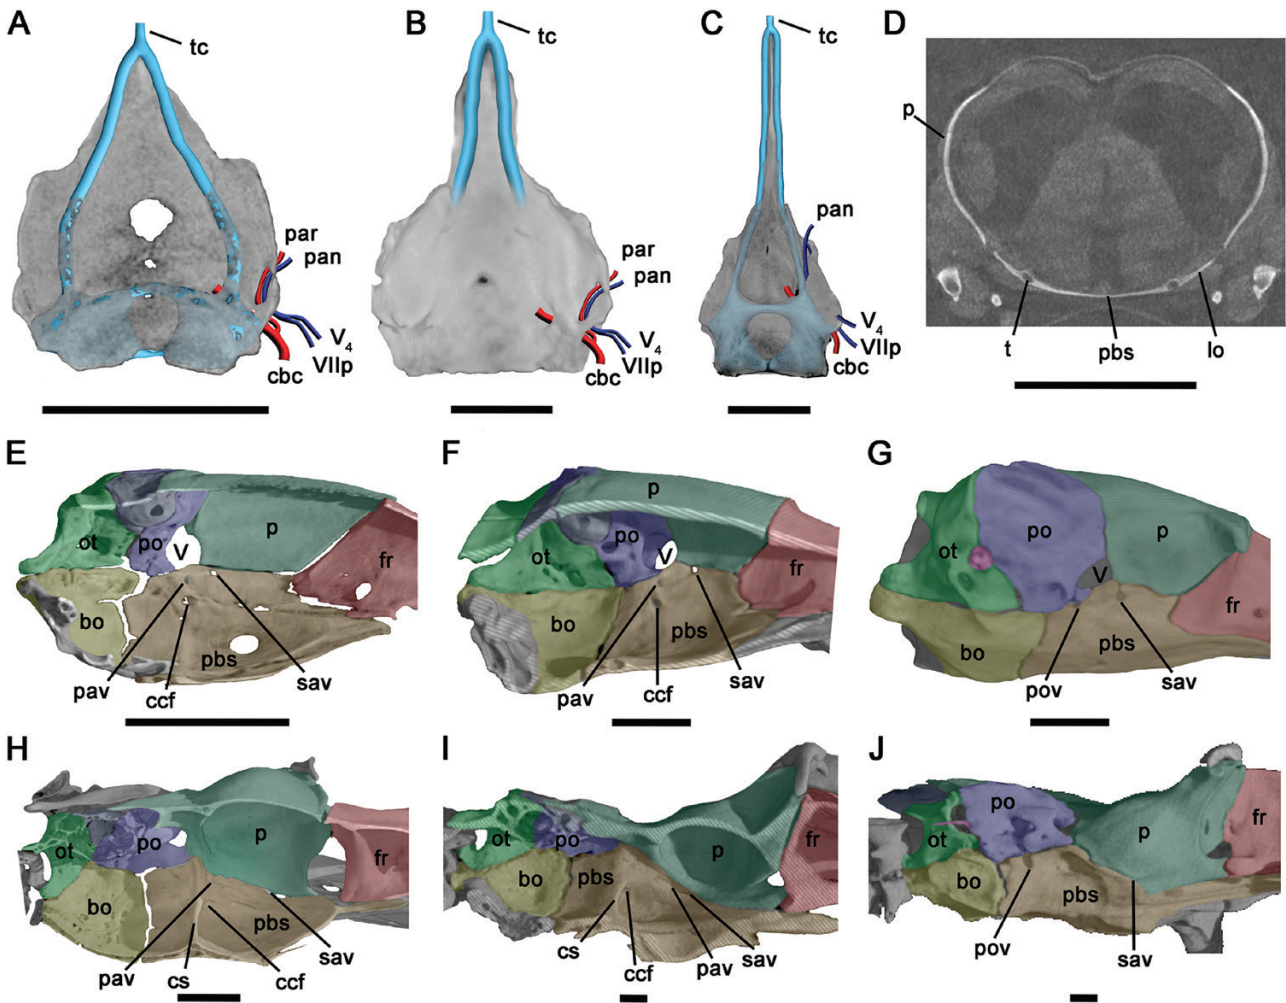 A
tc
par
pan
V4
VIIp
cbc
B
tc
par
pan
V4
VIIp
cbc
C
tc
pan
V4
VIIp
cbc
D
p
t
pbs
lo
E
ot
po
V
p
fr
bo
pbs
pav
ccf
sav
F
p
ot
po
V
fr
bo
pbs
pav
ccf
sav
G
po
p
ot
V
fr
bo
pbs
pov
sav
H
ot
po
p
fr
bo
pbs
pav
cs
ccf
sav
I
ot
po
p
fr
bo
pbs
cs
ccf
pav
sav
J
po
p
fr
ot
bo
pbs
pov
sav